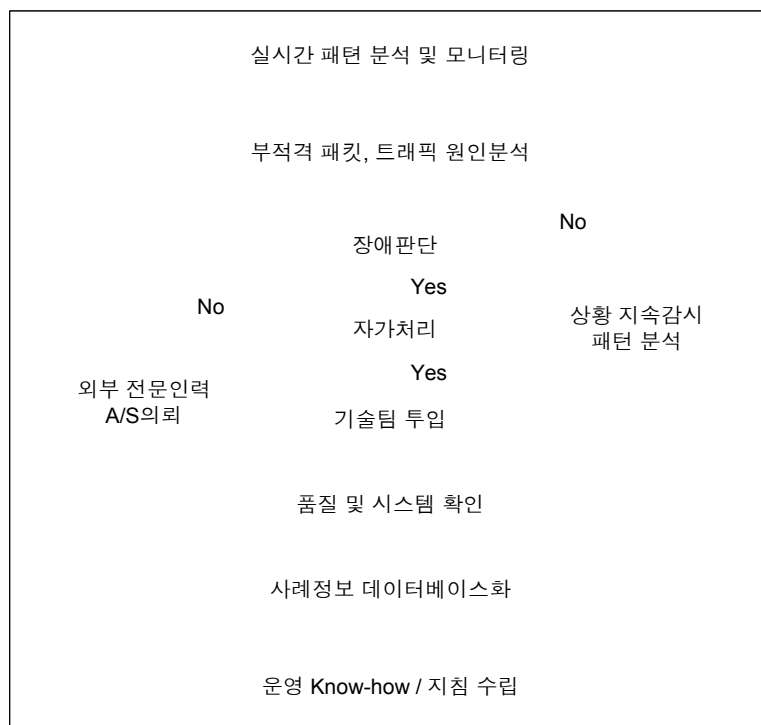 실시간 패턴 분석 및 모니터링
부적격 패킷, 트래픽 원인분석
No
장애판단
Yes
No
자가처리
상황 지속감시
패턴 분석
Yes
외부 전문인력
A/S의뢰
기술팀 투입
품질 및 시스템 확인
사례정보 데이터베이스화
운영 Know-how / 지침 수립